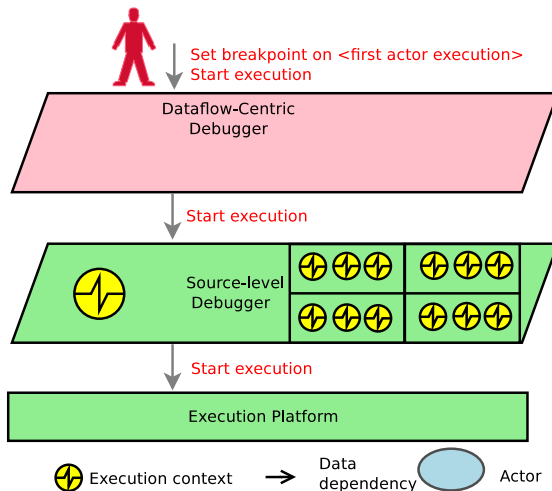 Set breakpoint on <first actor execution>
Start execution
Dataflow-Centric
Debugger
Start execution
Source-level
Debugger
Start execution
Execution Platform
Execution context
Data
dependency
Actor